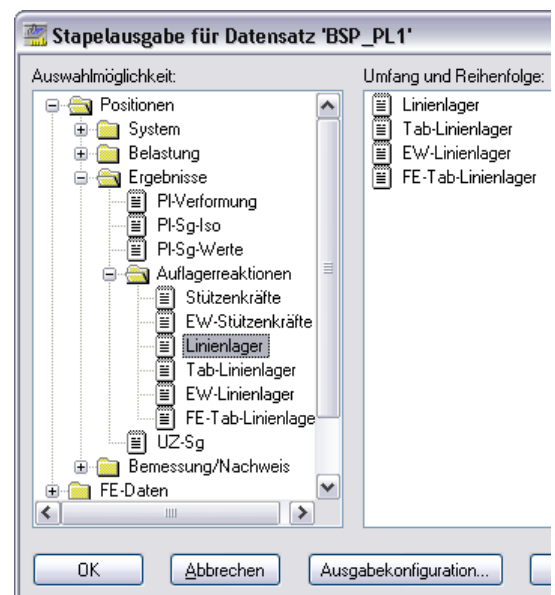 Stapelausgabe für Datensatz 'BSP_PL1'
Auswahlmöglichkeit:
Positionen
System
Belastung
Ergebnisse
Pl-Verformung
Pl-Sg-Iso
Pl-Sg-Werte
Auflagerreaktionen
Stützenkräfte
EW-Stützenkräfte
Linienlager
Tab-Linienlager
EW-Linienlager
FE-Tab-Linienlage
UZ-Sg
Bemessung/Nachweis
FE-Daten
Umfang und Reihenfolge:
Linienlager
Tab-Linienlager
EW-Linienlager
FE-Tab-Linienlager
OK
Abbrechen
Ausgabekonfiguration...